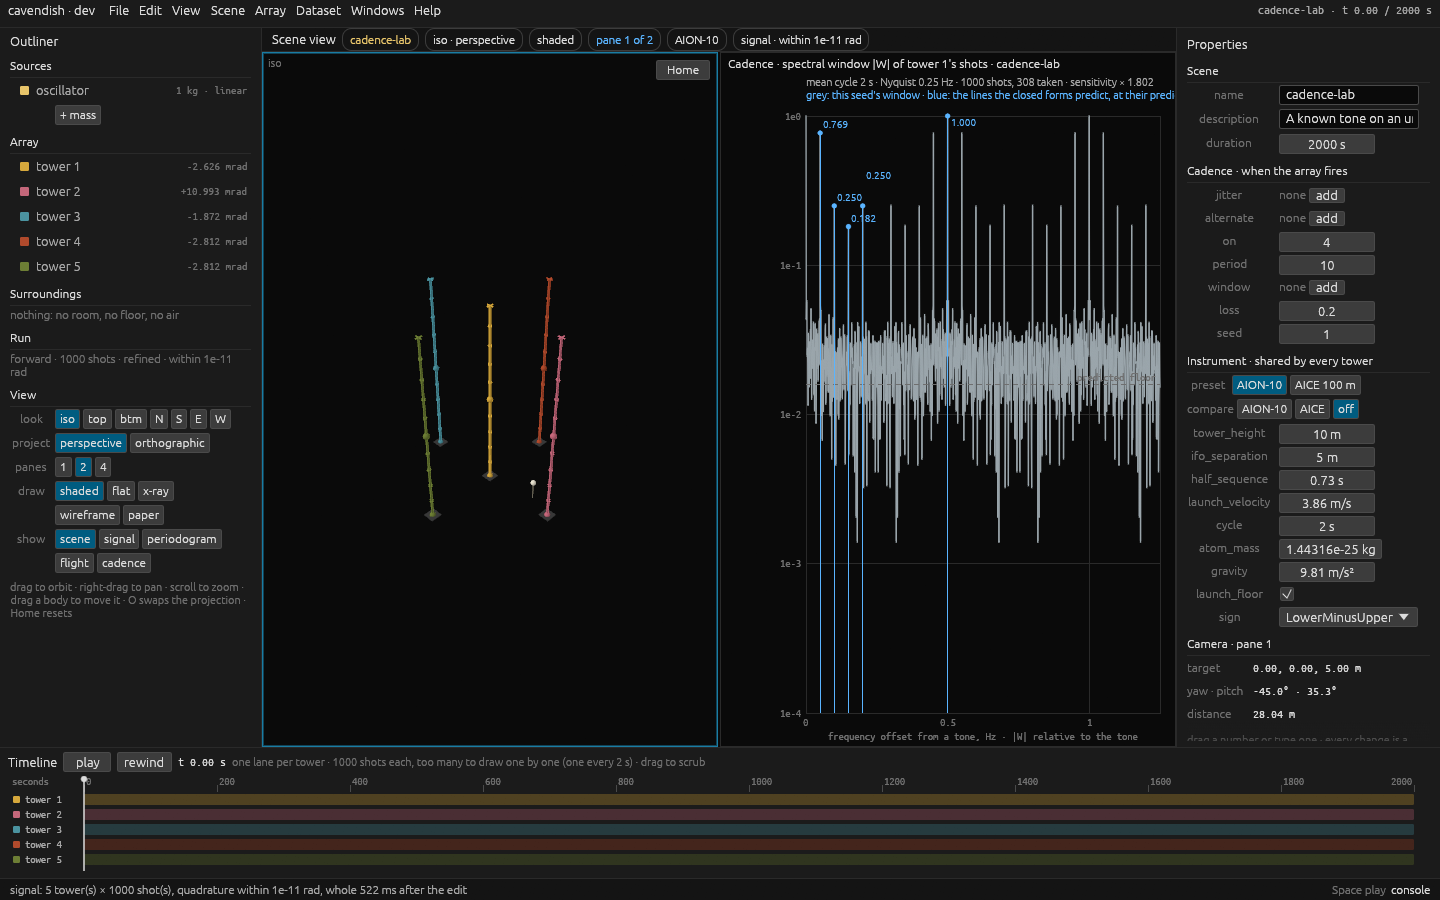 cavendish · dev File Edit View Scene Array Dataset Windows Help
cadence-lab · t 0.00 / 2000 s
Outliner
Sources
oscillator 1 kg · linear
+ mass
Array
tower 1 -2.626 mrad
tower 2 +10.993 mrad
tower 3 -1.872 mrad
tower 4 -2.812 mrad
tower 5 -2.812 mrad
Surroundings
nothing: no room, no floor, no air
Run
forward · 1000 shots · refined · within 1e-11
rad
View
look iso top btm N S E W
project perspective orthographic
panes 1 2 4
draw shaded flat x-ray
wireframe paper
show scene signal periodogram
flight cadence
drag to orbit · right-drag to pan · scroll to zoom ·
drag a body to move it · O swaps the projection ·
Home resets
Scene view cadence-lab iso · perspective shaded pane 1 of 2 AION-10 signal · within 1e-11 rad
iso
Home
Cadence · spectral window |W| of tower 1's shots · cadence-lab
mean cycle 2 s · Nyquist 0.25 Hz · 1000 shots, 308 taken · sensitivity × 1.802
grey: this seed's window · blue: the lines the closed forms predict, at their predi
1e0
1e-1
1e-2
1e-3
1e-4
0.769
0.250
0.182
0.250
1.000
predicted floor
0 0.5 1
frequency offset from a tone, Hz · |W| relative to the tone
Properties
Scene
name cadence-lab
description A known tone on an u
duration 2000 s
Cadence · when the array fires
jitter none add
alternate none add
on 4
period 10
window none add
loss 0.2
seed 1
Instrument · shared by every tower
preset AION-10 AICE 100 m
compare AION-10 AICE off
tower_height 10 m
ifo_separation 5 m
half_sequence 0.73 s
launch_velocity 3.86 m/s
cycle 2 s
atom_mass 1.44316e-25 kg
gravity 9.81 m/s²
launch_floor
sign LowerMinusUpper
Camera · pane 1
target 0.00, 0.00, 5.00 m
yaw · pitch -45.0° · 35.3°
distance 28.04 m
drag a number or type one · every change is a
Timeline play rewind t 0.00 s one lane per tower · 1000 shots each, too many to draw one by one (one every 2 s) · drag to scrub
seconds 0 200 400 600 800 1000 1200 1400 1600 1800 2000
tower 1
tower 2
tower 3
tower 4
tower 5
signal: 5 tower(s) × 1000 shot(s), quadrature within 1e-11 rad, whole 522 ms after the edit
Space play console